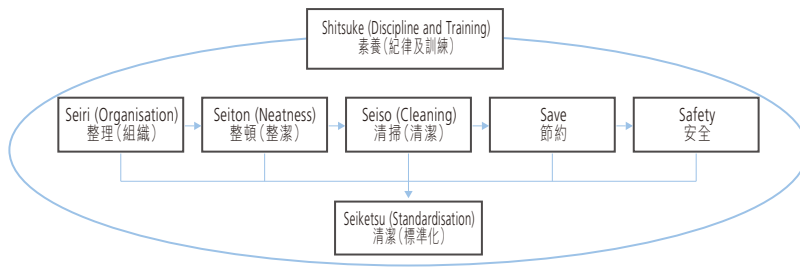 Shitsuke (Discipline and Training)
素養(紀律及訓練)
Seiri (Organisation)
整理(組織)
Seiton (Neatness)
整頓(整潔)
Seiso (Cleaning)
清掃(清潔)
Save
節約
Safety
安全
Seiketsu (Standardisation)
清潔(標準化)